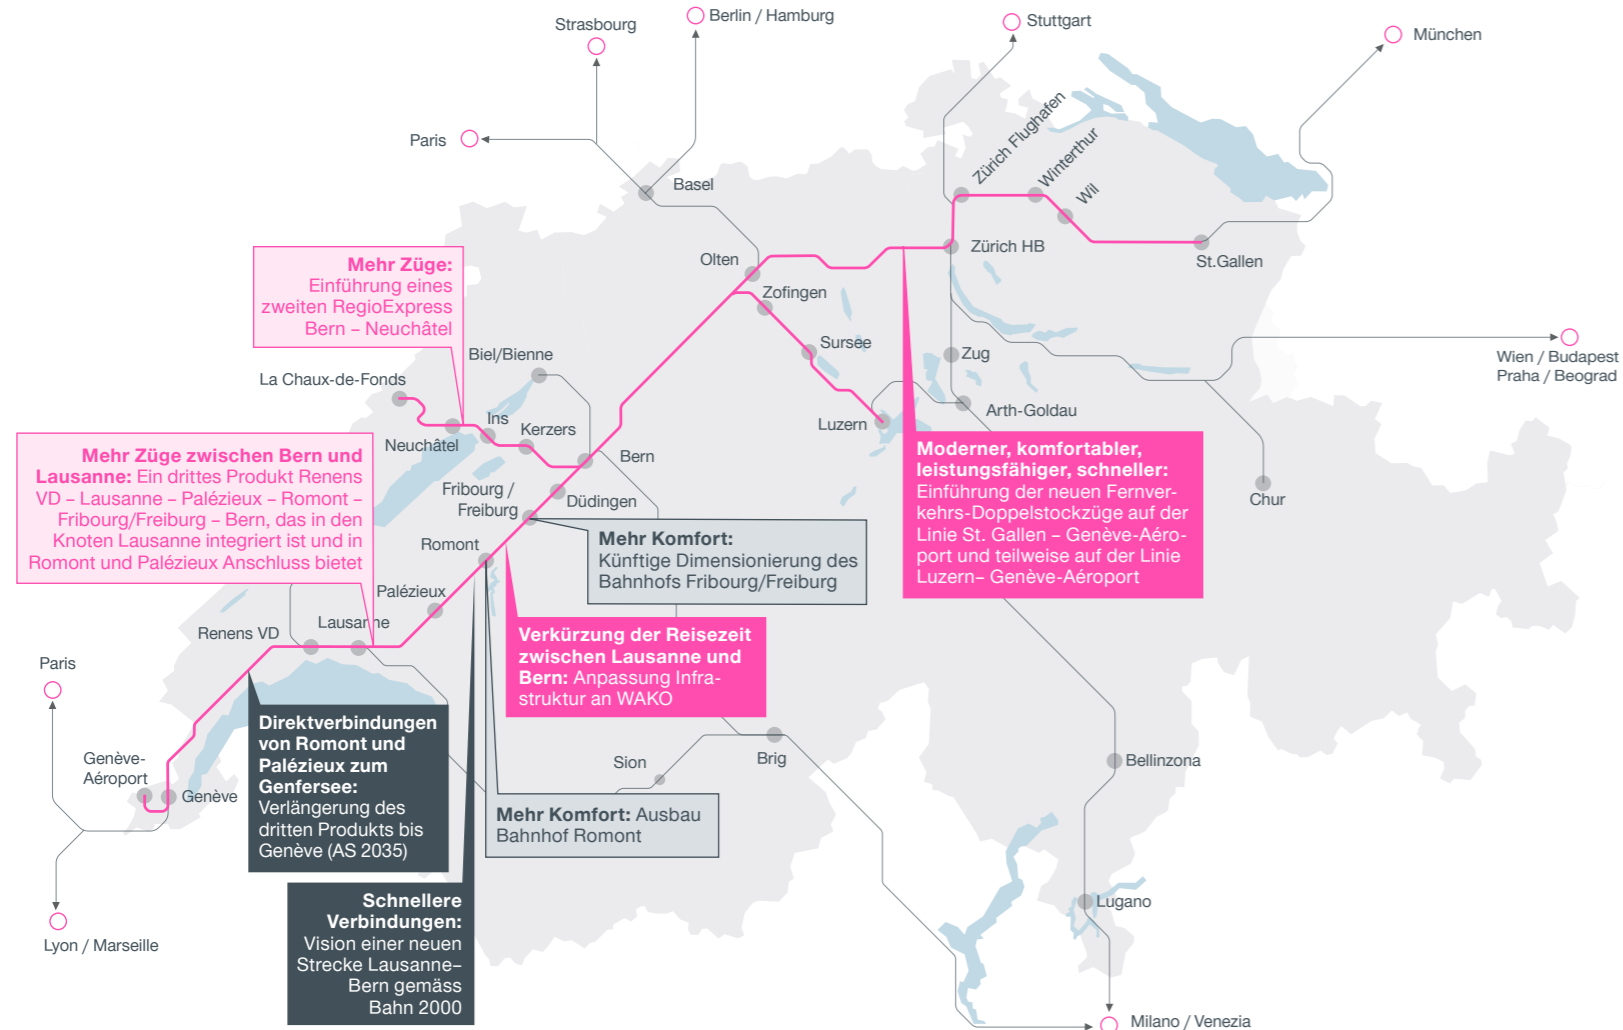 Berlin / Hamburg
Strasbourg
Stuttgart
München
Paris
Basel
Zürich Flughafen
Winterthur
Wil
Zürich HB
St.Gallen
Olten
Zofingen
Sursee
Luzern
Zug
Arth-Goldau
Wien / Budapest
Praha / Beograd
Chur
Mehr Züge:
Einführung eines
zweiten RegioExpress
Bern – Neuchâtel
Biel/Bienne
La Chaux-de-Fonds
Neuchâtel
Ins
Kerzers
Bern
Düdingen
Fribourg /
Freiburg
Romont
Palézieux
Lausanne
Renens VD
Mehr Züge zwischen Bern und
Lausanne: Ein drittes Produkt Renens
VD – Lausanne – Palézieux – Romont –
Fribourg/Freiburg – Bern, das in den
Knoten Lausanne integriert ist und in
Romont und Palézieux Anschluss bietet
Mehr Komfort:
Künftige Dimensionierung des
Bahnhofs Fribourg/Freiburg
Moderner, komfortabler,
leistungsfähiger, schneller:
Einführung der neuen Fernver-
kehrs-Doppelstockzüge auf der
Linie St. Gallen – Genève-Aéro-
port und teilweise auf der Linie
Luzern– Genève-Aéroport
Verkürzung der Reisezeit
zwischen Lausanne und
Bern: Anpassung Infra-
struktur an WAKO
Paris
Genève-
Aéroport
Genève
Lyon / Marseille
Direktverbindungen
von Romont und
Palézieux zum
Genfersee:
Verlängerung des
dritten Produkts bis
Genève (AS 2035)
Mehr Komfort: Ausbau
Bahnhof Romont
Schnellere
Verbindungen:
Vision einer neuen
Strecke Lausanne–
Bern gemäss
Bahn 2000
Sion
Brig
Bellinzona
Lugano
Milano / Venezia